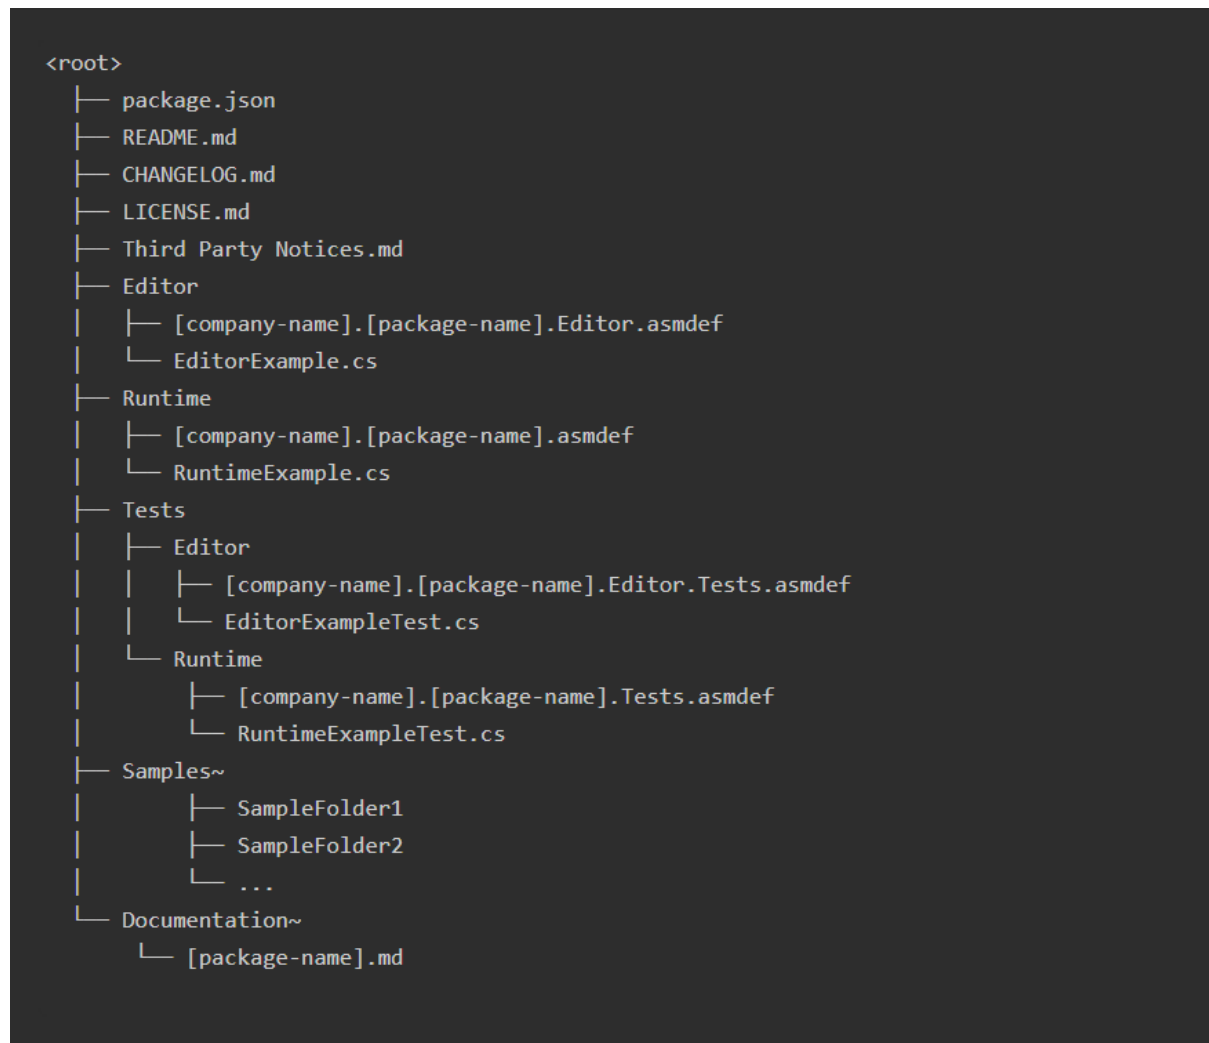 <root>
├── package.json
├── README.md
├── CHANGELOG.md
├── LICENSE.md
├── Third Party Notices.md
├── Editor
│   ├── [company-name].[package-name].Editor.asmdef
│   └── EditorExample.cs
├── Runtime
│   ├── [company-name].[package-name].asmdef
│   └── RuntimeExample.cs
├── Tests
│   ├── Editor
│   │   ├── [company-name].[package-name].Editor.Tests.asmdef
│   │   └── EditorExampleTest.cs
│   └── Runtime
│        ├── [company-name].[package-name].Tests.asmdef
│        └── RuntimeExampleTest.cs
├── Samples~
│        ├── SampleFolder1
│        ├── SampleFolder2
│        └── ...
└── Documentation~
     └── [package-name].md